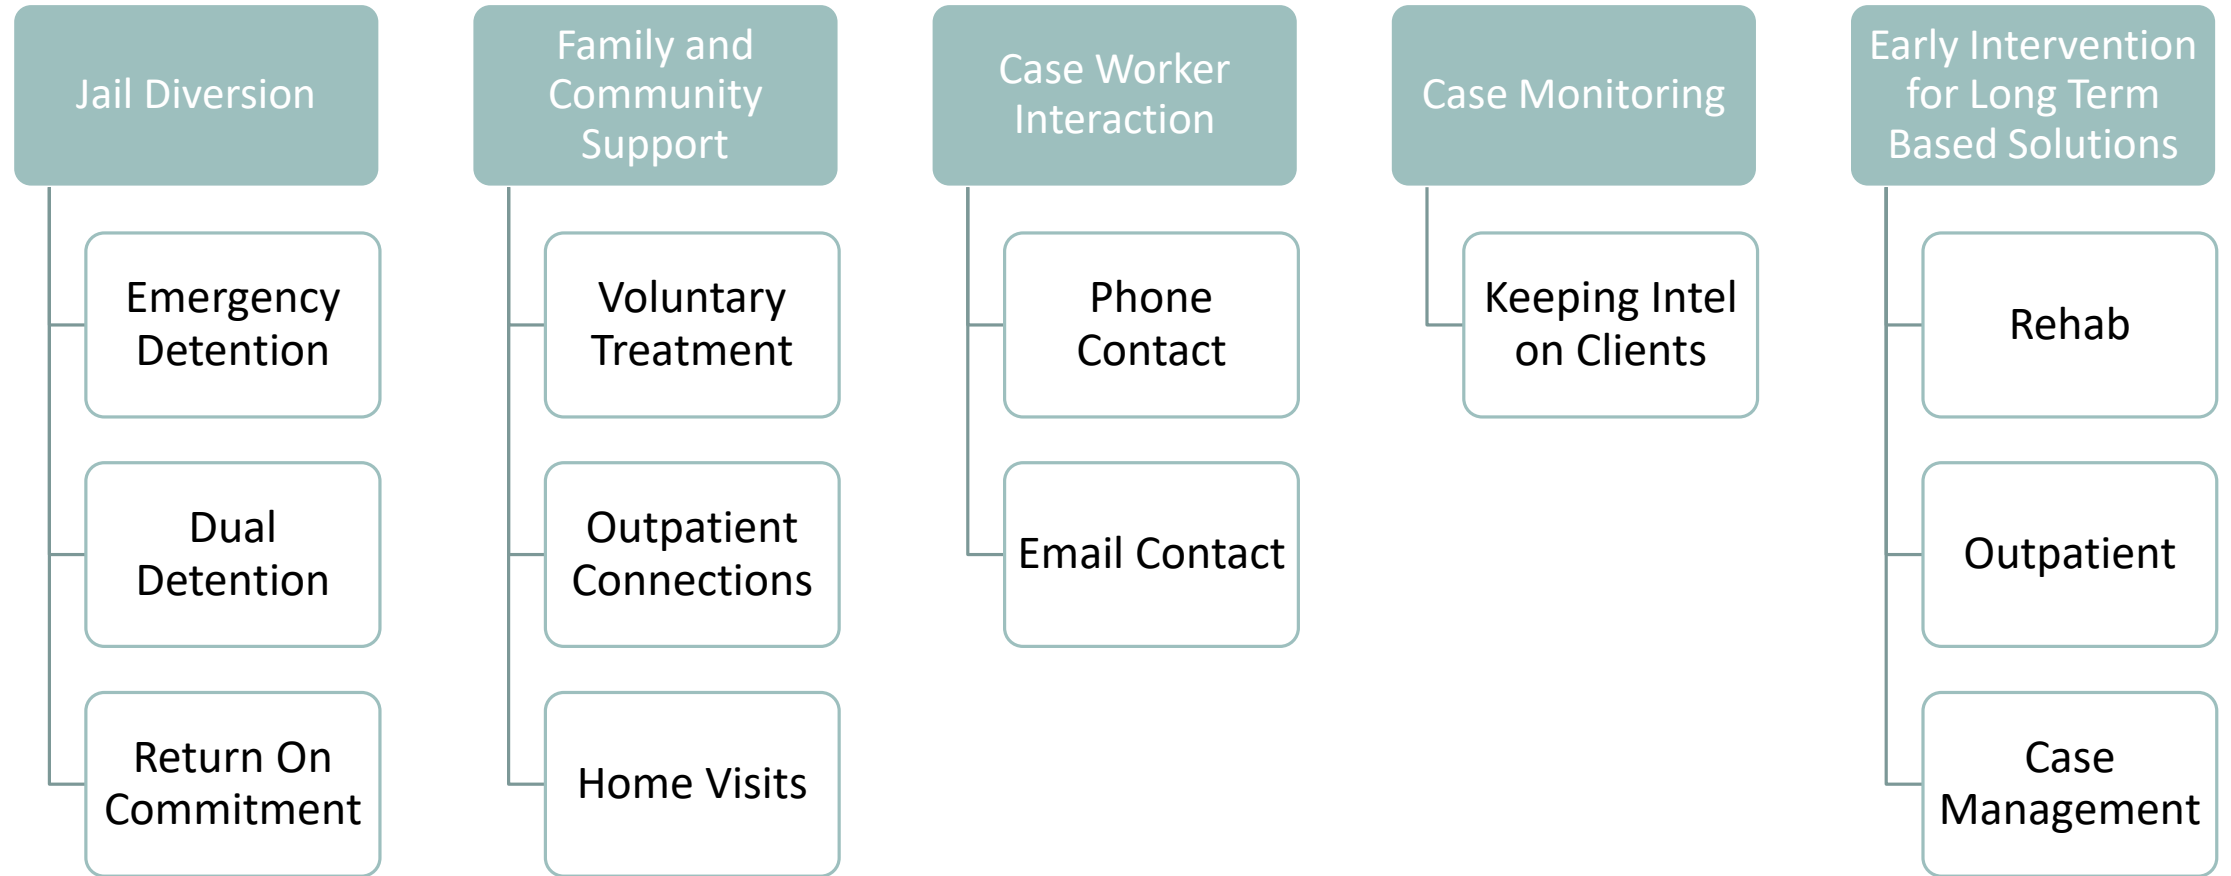 Jail Diversion
Emergency
Detention
Dual
Detention
Return On
Commitment
Family and
Community
Support
Voluntary
Treatment
Outpatient
Connections
Home Visits
Case Worker
Interaction
Phone
Contact
Email Contact
Case Monitoring
Keeping Intel
on Clients
Early Intervention
for Long Term
Based Solutions
Rehab
Outpatient
Case
Management